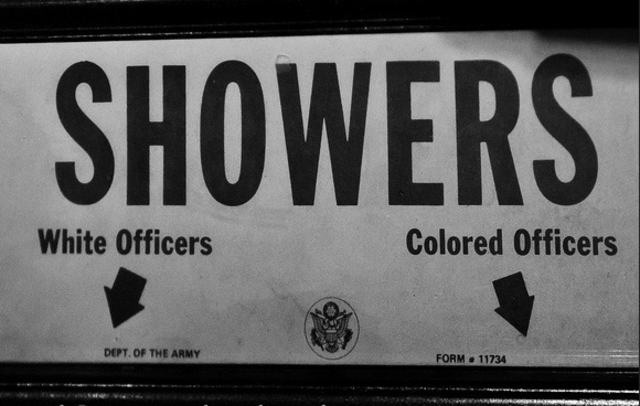 SHOWERS
White Officers Colored Officers
DEPT. OF THE ARMY FORM # 11734